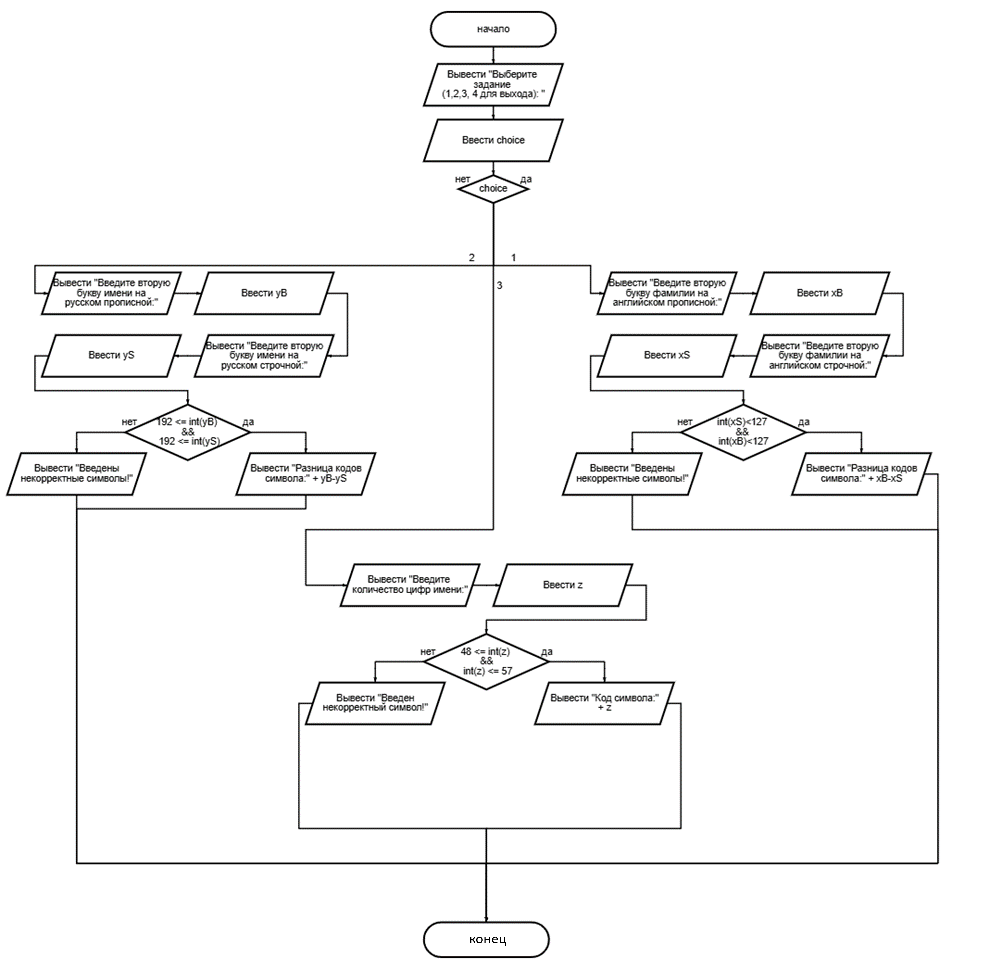 начало
Вывести "Выберите
задание
(1,2,3, 4 для выхода): "
Ввести choice
нет
да
choice
2
1
3
Вывести "Введите вторую
букву имени на
русском прописной:"
Ввести yB
Ввести yS
Вывести "Введите вторую
букву имени на
русском строчной:"
нет
да
192 <= int(yB)
&&
192 <= int(yS)
Вывести "Введены
некорректные символы!"
Вывести "Разница кодов
символа:" + yB-yS
Вывести "Введите вторую
букву фамилии на
английском прописной:"
Ввести xB
Ввести xS
Вывести "Введите вторую
букву фамилии на
английском строчной:"
нет
да
int(xS)<127
&&
int(xB)<127
Вывести "Введены
некорректные символы!"
Вывести "Разница кодов
символа:" + xB-xS
Вывести "Введите
количество цифр имени:"
Ввести z
нет
да
48 <= int(z)
&&
int(z) <= 57
Вывести "Введен
некорректный символ!"
Вывести "Код символа:"
+ z
конец